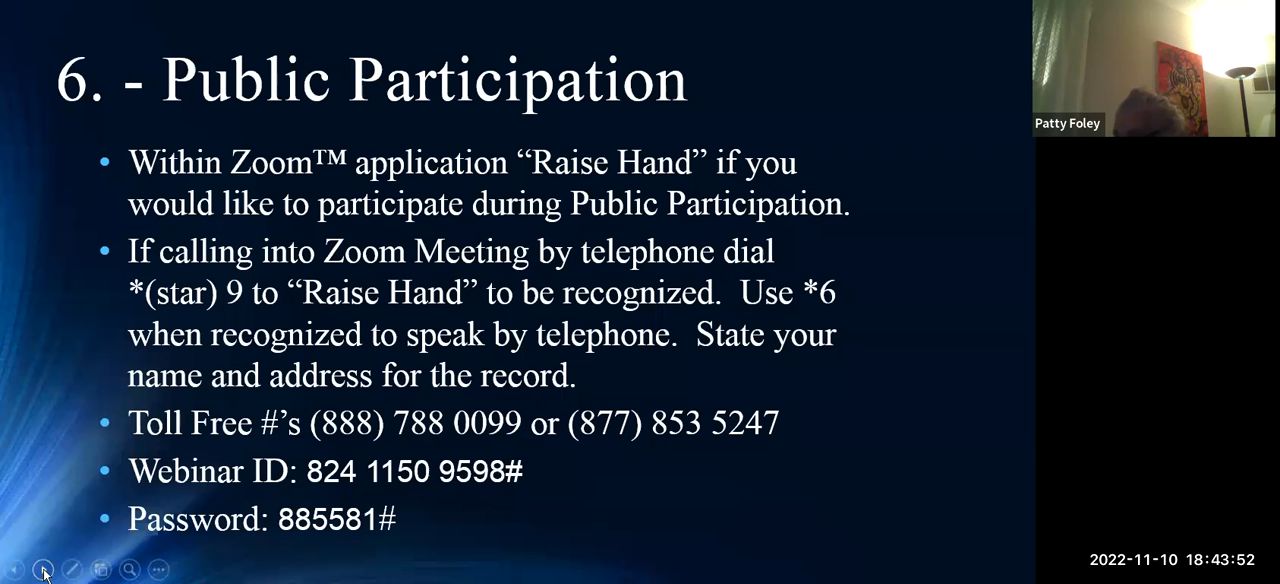 6. - Public Participation
Within Zoom™ application “Raise Hand” if you
would like to participate during Public Participation.
If calling into Zoom Meeting by telephone dial
*(star) 9 to “Raise Hand” to be recognized.  Use *6
when recognized to speak by telephone.  State your
name and address for the record.
Toll Free #’s (888) 788 0099 or (877) 853 5247
Webinar ID: 824 1150 9598#
Password: 885581#
Patty Foley
2022-11-10 18:43:52